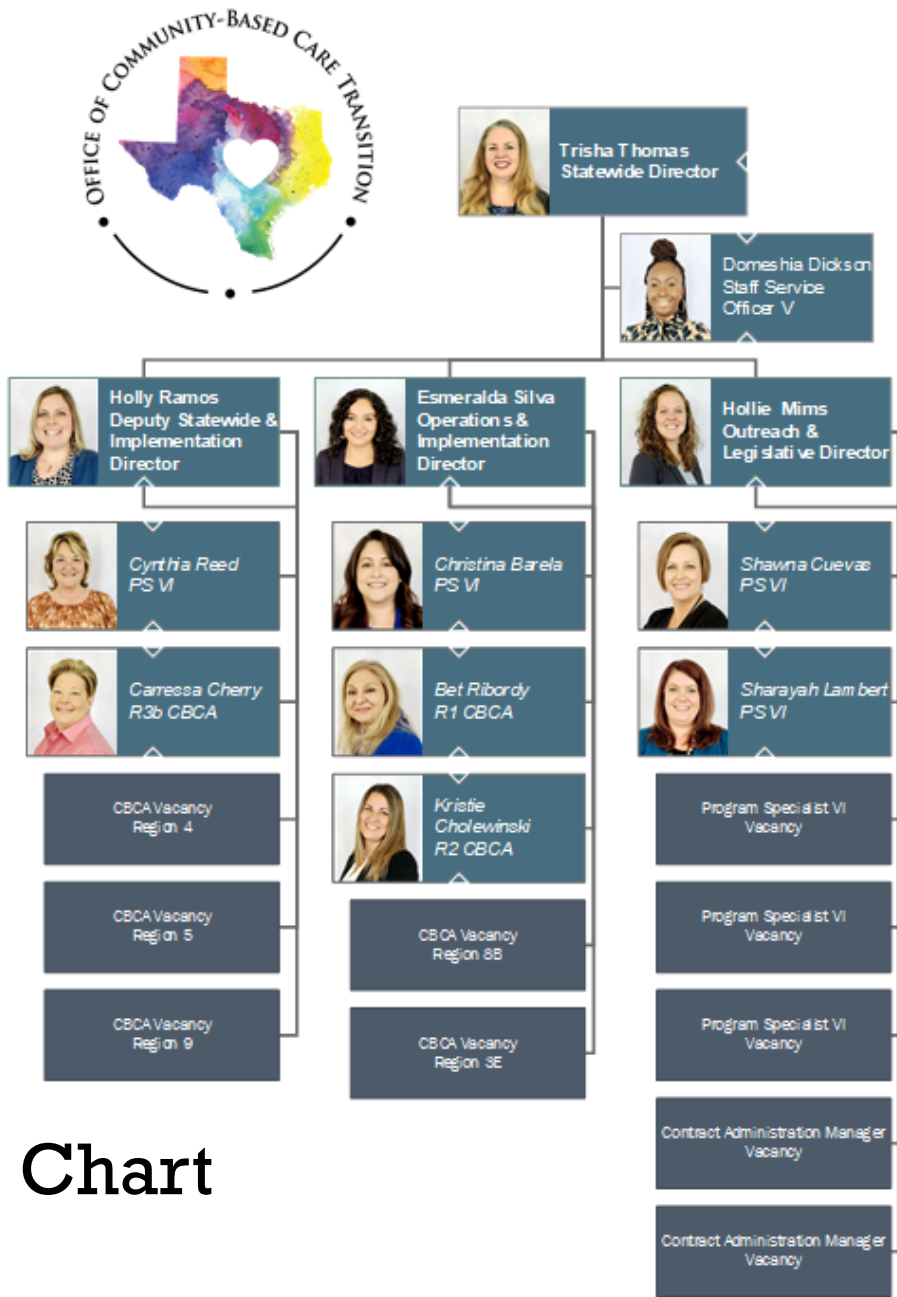 OFFICE OF COMMUNITY-BASED CARE TRANSITION
Trisha Thomas
Statewide Director
Domeshia Dickson
Staff Service
Officer V
Holly Ramos
Deputy Statewide &
Implementation
Director
Esmeralda Silva
Operations &
Implementation
Director
Hollie Mims
Outreach &
Legislative Director
Cynthia Reed
PS VI
Christina Barela
PS VI
Shawna Cuevas
PS VI
Carressa Cherry
R3b CBCA
Bet Ribordy
R1 CBCA
Sharayah Lambert
PS VI
CBCA Vacancy
Region 4
Kristie
Cholewinski
R2 CBCA
Program Specialist VI
Vacancy
CBCA Vacancy
Region 5
CBCA Vacancy
Region 8B
Program Specialist VI
Vacancy
CBCA Vacancy
Region 9
CBCA Vacancy
Region 3E
Program Specialist VI
Vacancy
Contract Administration Manager
Vacancy
Contract Administration Manager
Vacancy
Chart